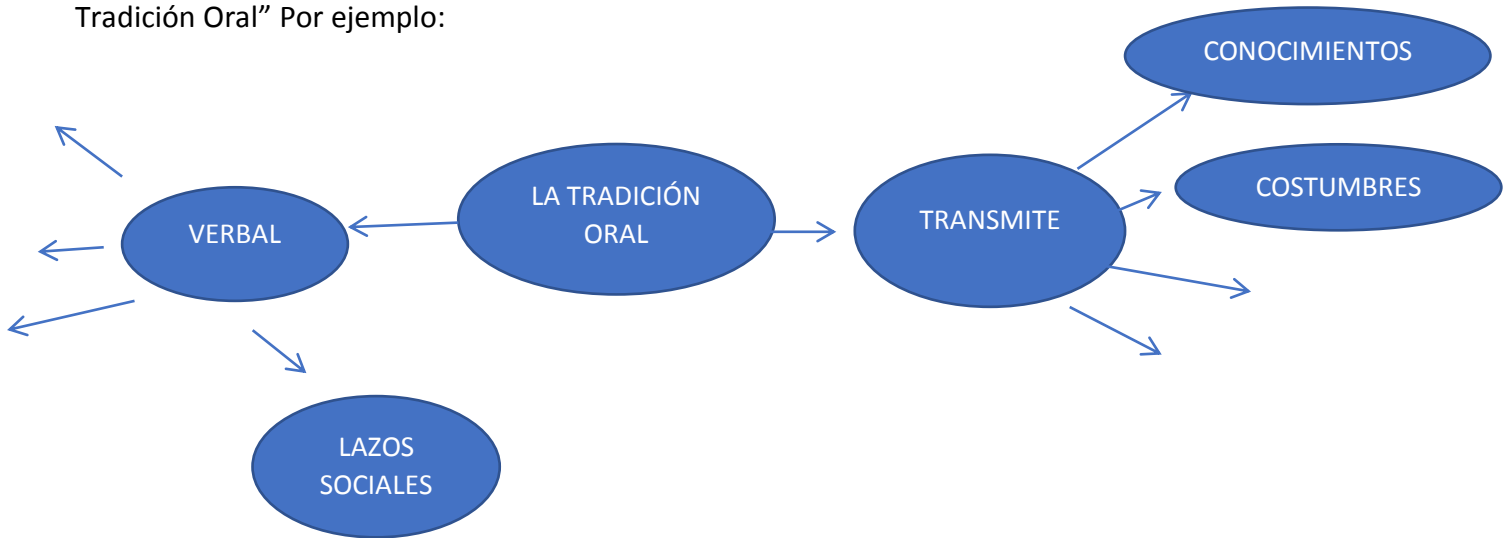 Tradición Oral” Por ejemplo:
CONOCIMIENTOS
COSTUMBRES
LA TRADICIÓN
ORAL
TRANSMITE
VERBAL
LAZOS
SOCIALES